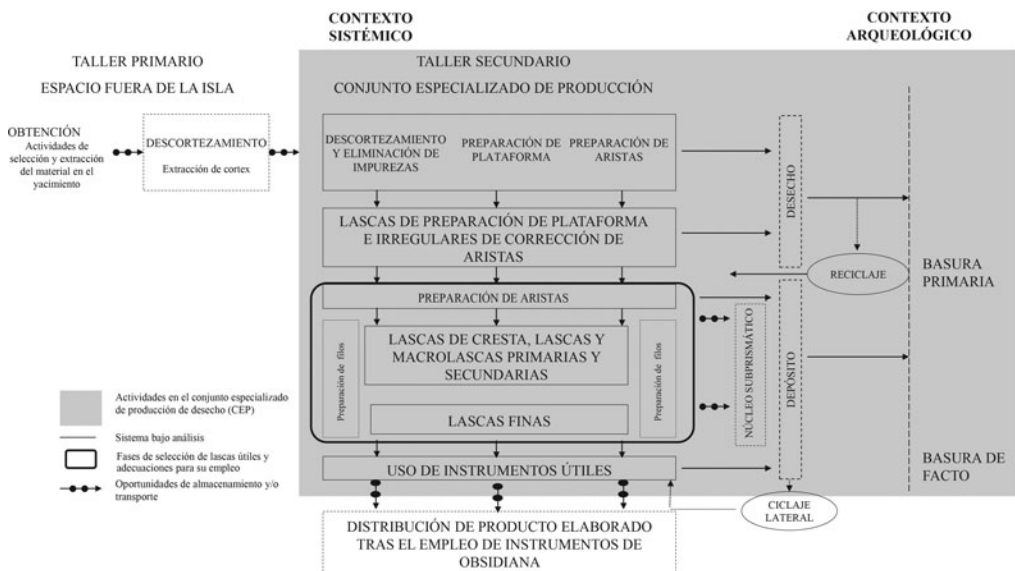 CONTEXTO
SISTÉMICO
CONTEXTO
ARQUEOLÓGICO
TALLER PRIMARIO
ESPACIO FUERA DE LA ISLA
TALLER SECUNDARIO
CONJUNTO ESPECIALIZADO DE PRODUCCIÓN
OBTENCIÓN
Actividades de
selección y extracción
del material en el
yacimiento
DESCORTEZAMIENTO
Extracción de cortex
DESCORTEZAMIENTO
Y ELIMINACIÓN DE
IMPUREZAS
PREPARACIÓN DE
PLATAFORMA
PREPARACIÓN DE
ARISTAS
DESECHO
LASCAS DE PREPARACIÓN DE PLATAFORMA
E IRREGULARES DE CORRECCIÓN DE
ARISTAS
RECICLAJE
BASURA
PRIMARIA
PREPARACIÓN DE ARISTAS
Preparación de filos
LASCAS DE CRESTA, LASCAS Y
MACROLASCAS PRIMARIAS Y
SECUNDARIAS
Preparación de filos
NÚCLEO SUBPRISMÁTICO
DEPÓSITO
LASCAS FINAS
USO DE INSTRUMENTOS ÚTILES
BASURA DE
FACTO
CICLAJE
LATERAL
DISTRIBUCIÓN DE PRODUCTO ELABORADO
TRAS EL EMPLEO DE INSTRUMENTOS DE
OBSIDIANA
Actividades en el conjunto especializado
de producción de desecho (CEP)
Sistema bajo análisis
Fases de selección de lascas útiles y
adecuaciones para su empleo
Oportunidades de almacenamiento y/o
transporte